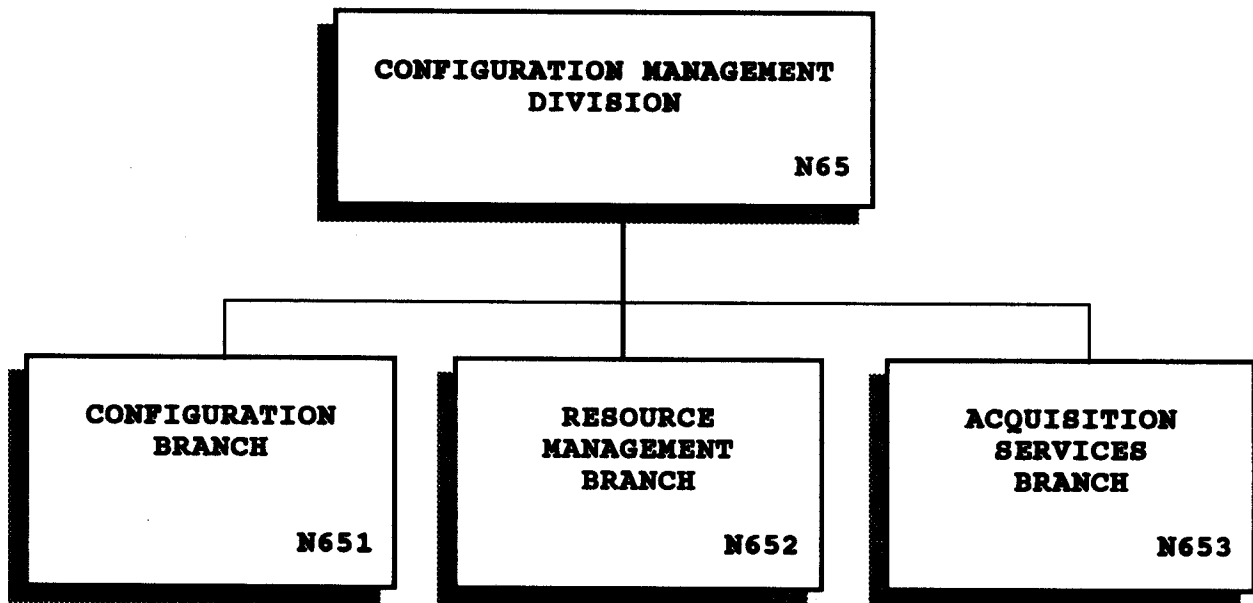 CONFIGURATION MANAGEMENT
DIVISION
N65
CONFIGURATION
BRANCH
N651
RESOURCE
MANAGEMENT
BRANCH
N652
ACQUISITION
SERVICES
BRANCH
N653